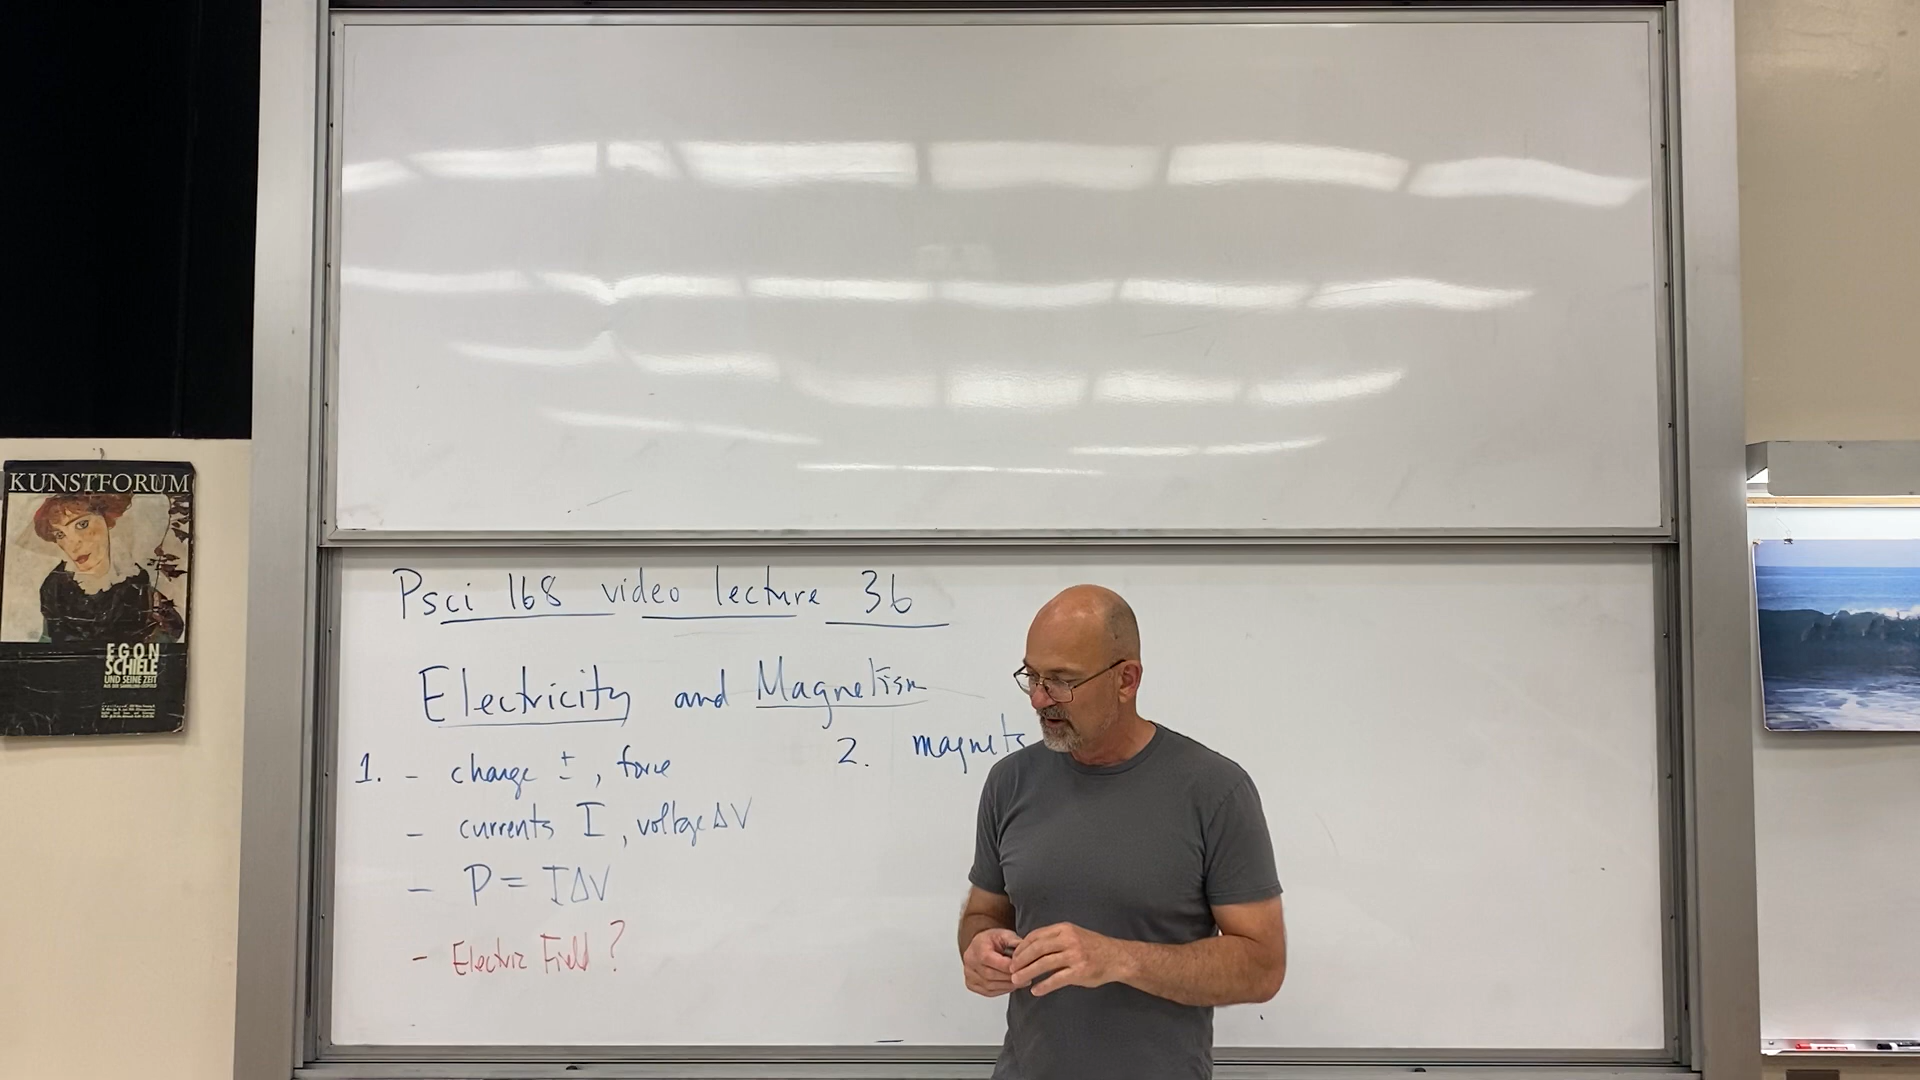 KUNSTFORUM
EGON
SCHIELE
UND SEINE ZEIT
Psci 168 video lecture 36
Electricity and Magnetism
1. - charge ±, force
- currents I, voltage ΔV
- P = IΔV
- Electric Field?
2. magnets